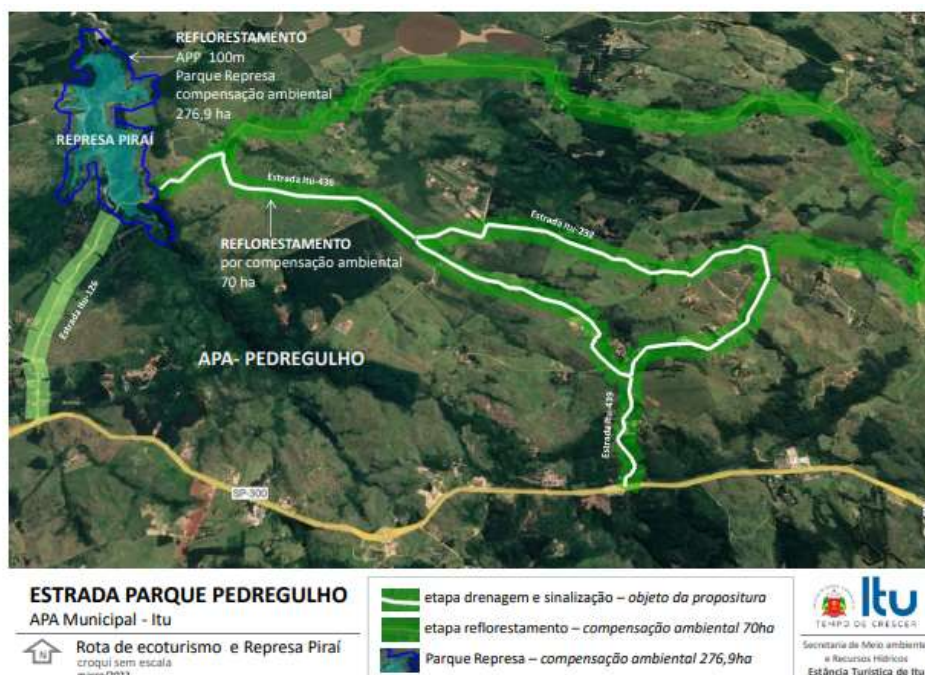 REFLORESTAMENTO
APP 100m
Parque Represa
compensação ambiental
276,9 ha
REPRESA PIRAÍ
Estrada Itu-436
Estrada Itu-292
REFLORESTAMENTO
por compensação ambiental
70 ha
Estrada Itu-126
APA- PEDREGULHO
Estrada Itu-439
SP-300
ESTRADA PARQUE PEDREGULHO
APA Municipal - Itu
N
Rota de ecoturismo e Represa Piraí
croqui sem escala
etapa drenagem e sinalização – objeto da propositura
etapa reflorestamento – compensação ambiental 70ha
Parque Represa – compensação ambiental 276,9ha
Itu
TEMPO DE CRESCER
Secretaria de Meio ambiente
e Recursos Hídricos
Estância Turística de Itu